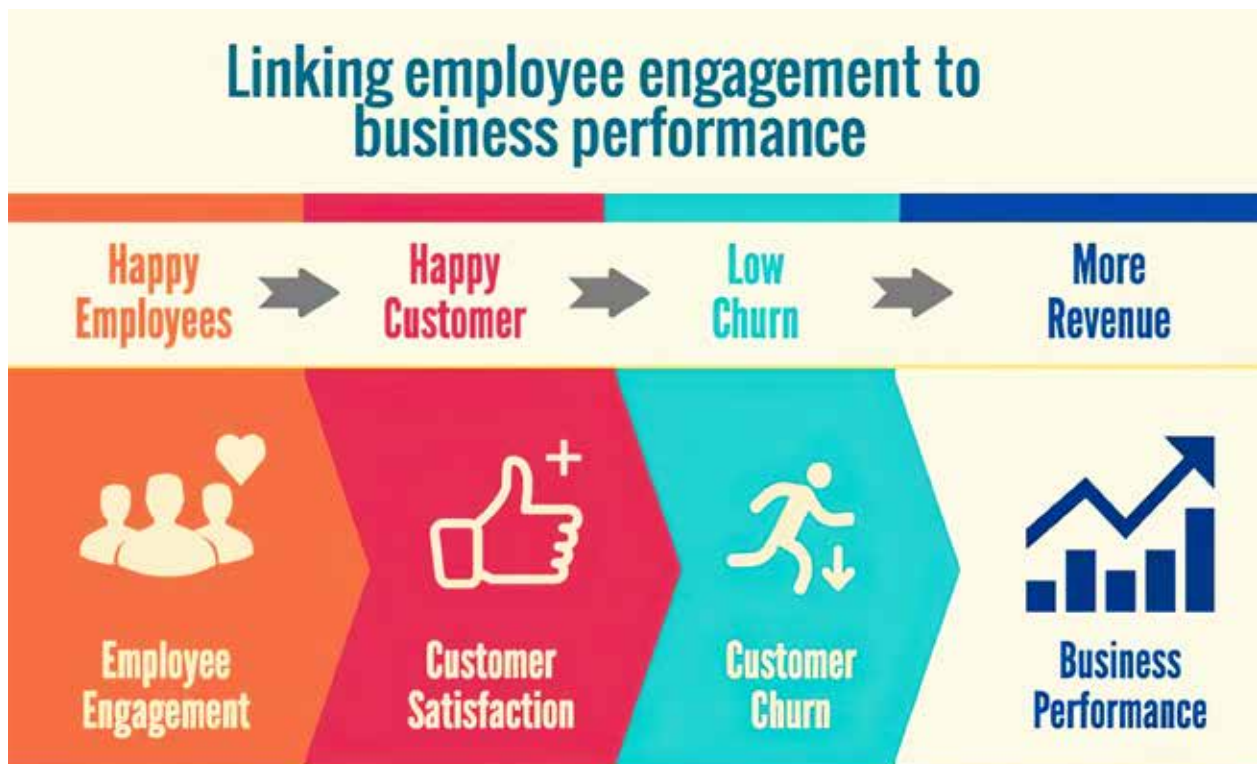 Linking employee engagement to
business performance
Happy
Employees
Happy
Customer
Low
Churn
More
Revenue
Employee
Engagement
Customer
Satisfaction
Customer
Churn
Business
Performance